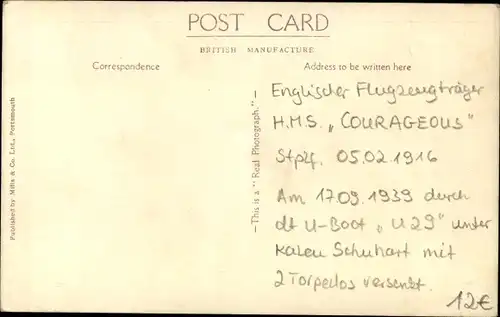 POST CARD
BRITISH MANUFACTURE
Correspondence
Address to be written here
Published by Mills & Co. Ltd., Portsmouth
—This is a "Real Photograph."—
Englischer Flugzeugträger
H.M.S. „COURAGEOUS"
Stplf. 05.02.1916
Am 17.09.1939 durch
dt U-Boot „U29" unter
KaLeu Schuhart mit
2 Torpedos versenkt.
12€